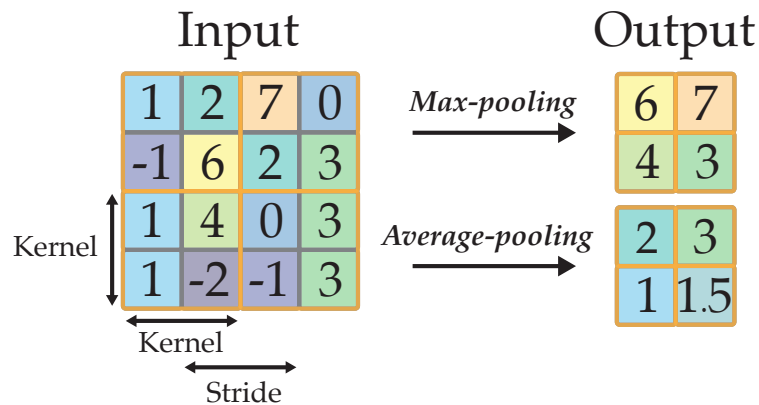 Input
Output
1 2 7 0
-1 6 2 3
1 4 0 3
1 -2 -1 3
Kernel
Kernel
Stride
Max-pooling
Average-pooling
6 7
4 3
2 3
1 1.5